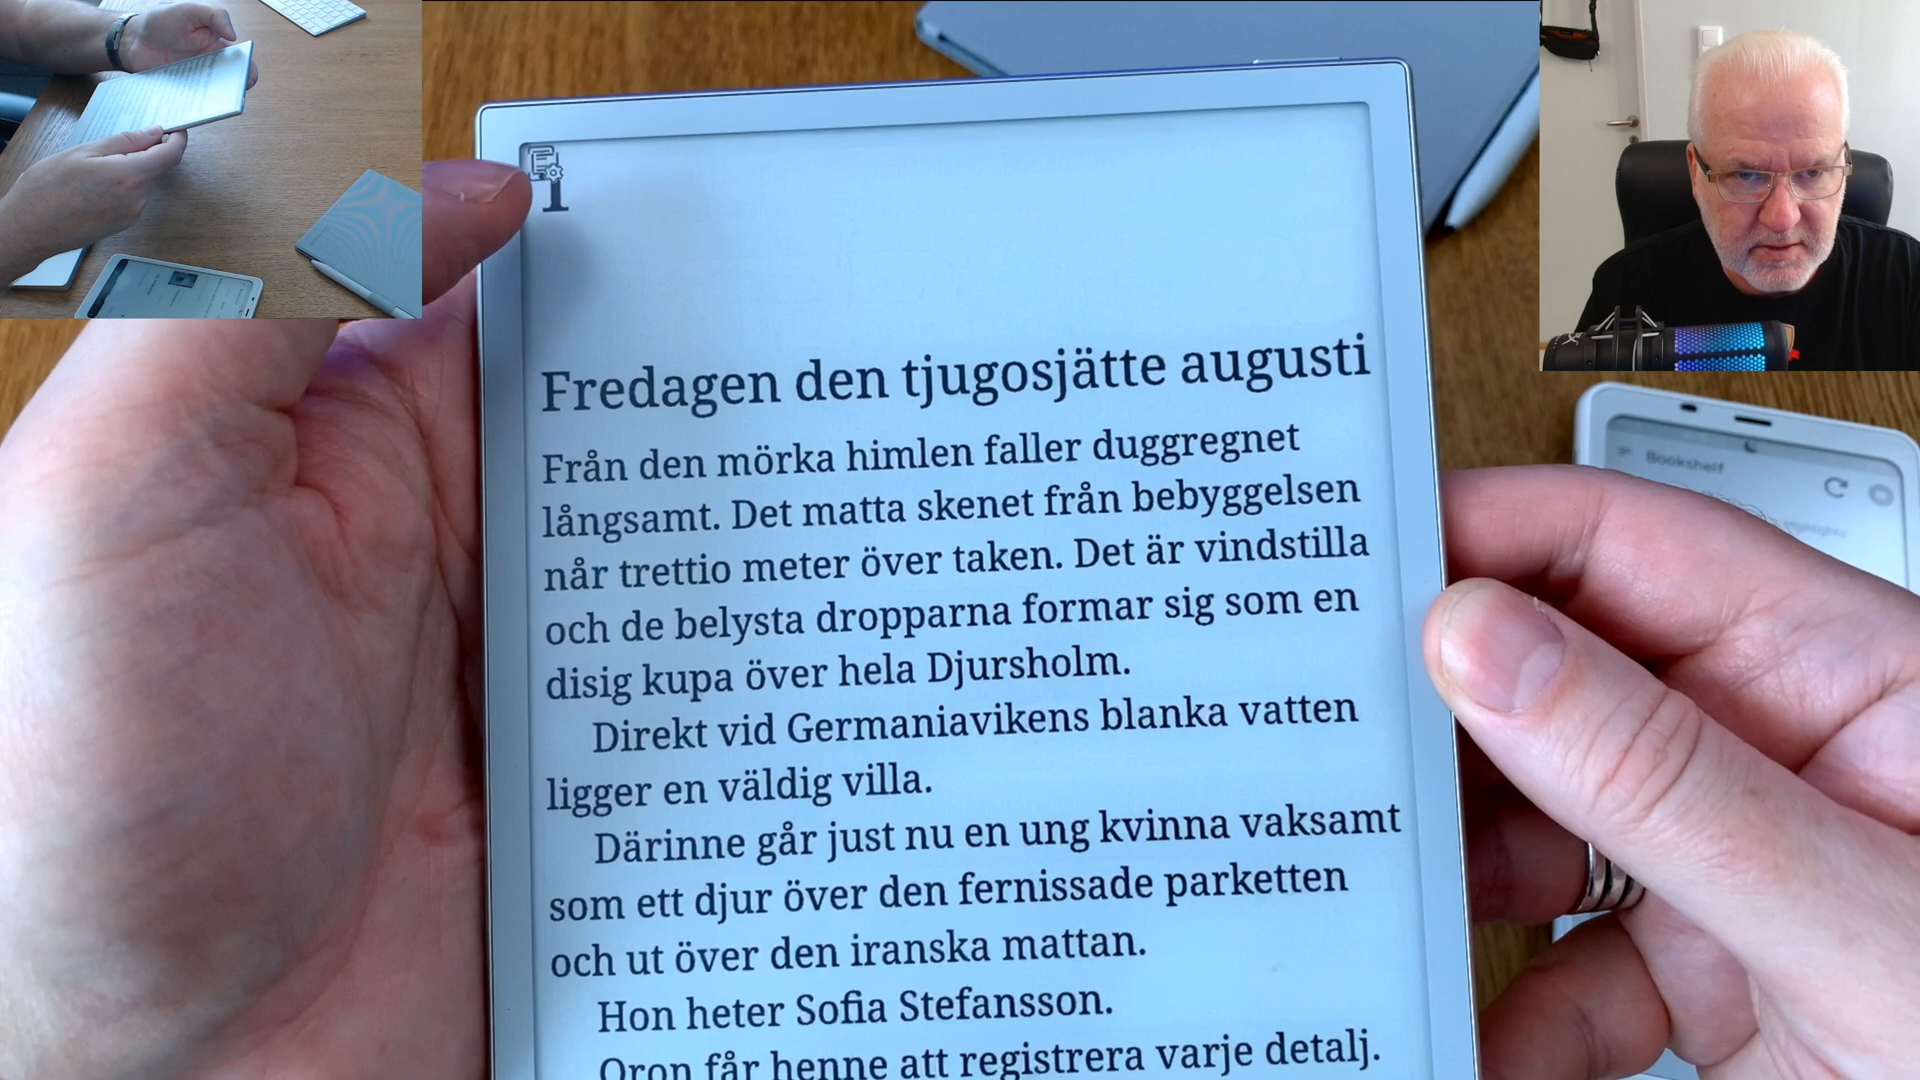 1
Fredagen den tjugosjätte augusti
Från den mörka himlen faller duggregnet
långsamt. Det matta skenet från bebyggelsen
når trettio meter över taken. Det är vindstilla
och de belysta dropparna formar sig som en
disig kupa över hela Djursholm.
Direkt vid Germaniavikens blanka vatten
ligger en väldig villa.
Därinne går just nu en ung kvinna vaksamt
som ett djur över den fernissade parketten
och ut över den iranska mattan.
Hon heter Sofia Stefansson.
Oron får henne att registrera varje detalj.
Bookshelf